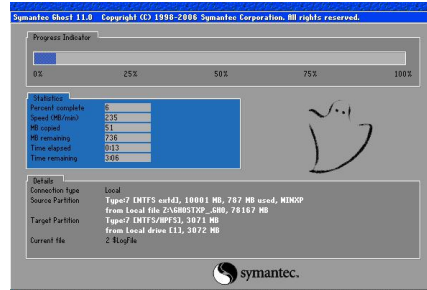 Symantec Ghost 11.0 Copyright (C) 1998-2006 Symantec Corporation. All rights reserved.
Progress Indicator
0% 25% 50% 75% 100%
Statistics
Percent complete 6
Speed (MB/min) 235
MB copied 51
MB remaining 736
Time elapsed 0:13
Time remaining 3:06
Details
Connection type Local
Source Partition Type:7 [NTFS extd], 10001 MB, 787 MB used, WINXP
from Local file Z:\GHOSTXP_.GHO, 78167 MB
Target Partition Type:7 [NTFS/HPFS], 3071 MB
from Local drive [1], 3072 MB
Current file 2 $LogFile
symantec.